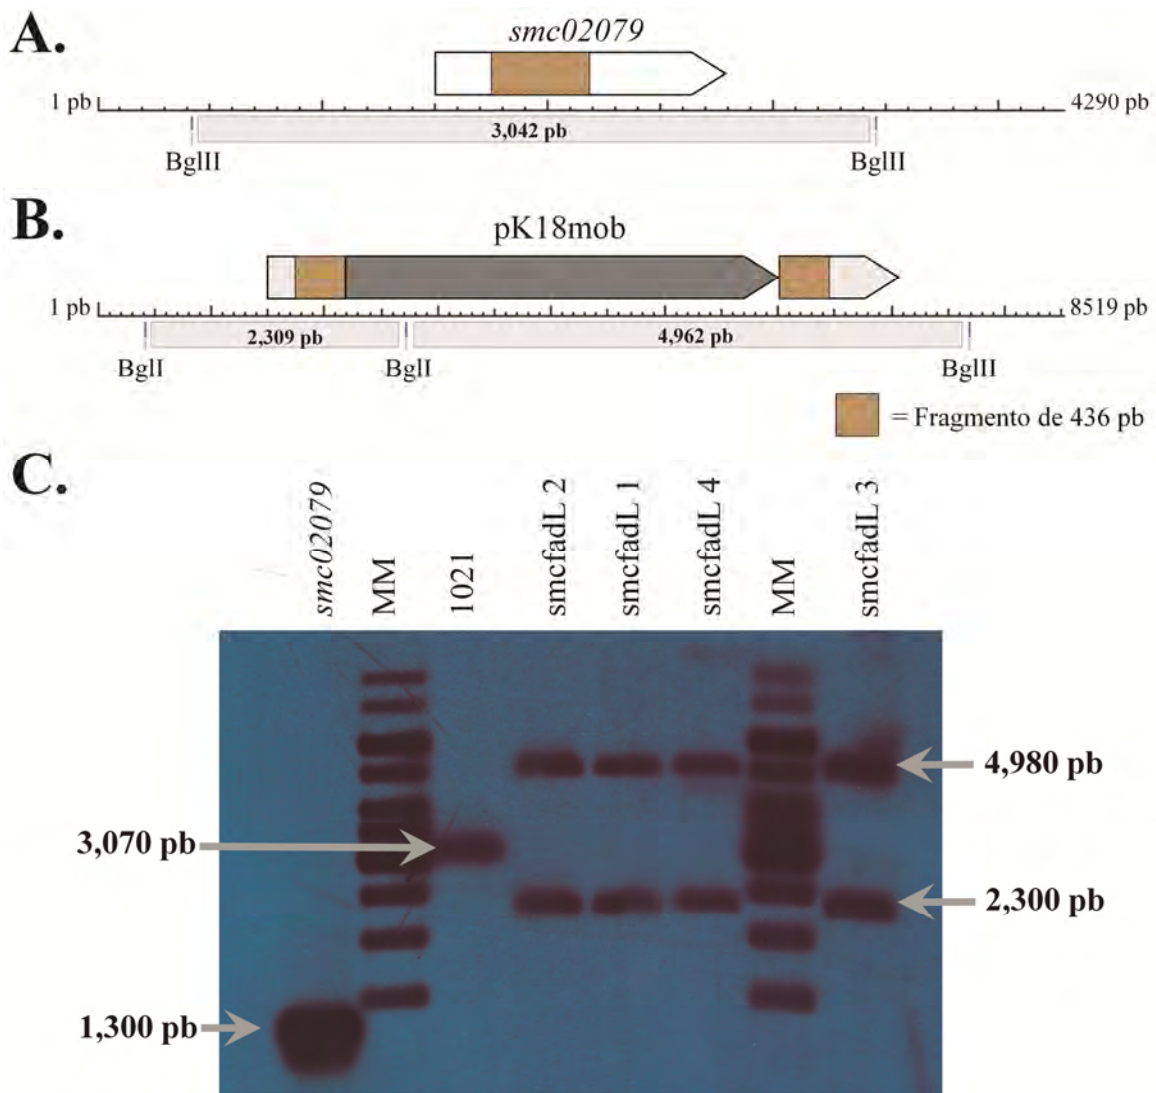 A.
smc02079
1 pb
4290 pb
3,042 pb
BglII
BglII
B.
pK18mob
1 pb
8519 pb
2,309 pb
4,962 pb
BglI
BglI
BglII
= Fragmento de 436 pb
C.
smc02079
MM
1021
smcfadL 2
smcfadL 1
smcfadL 4
MM
smcfadL 3
4,980 pb
3,070 pb
2,300 pb
1,300 pb